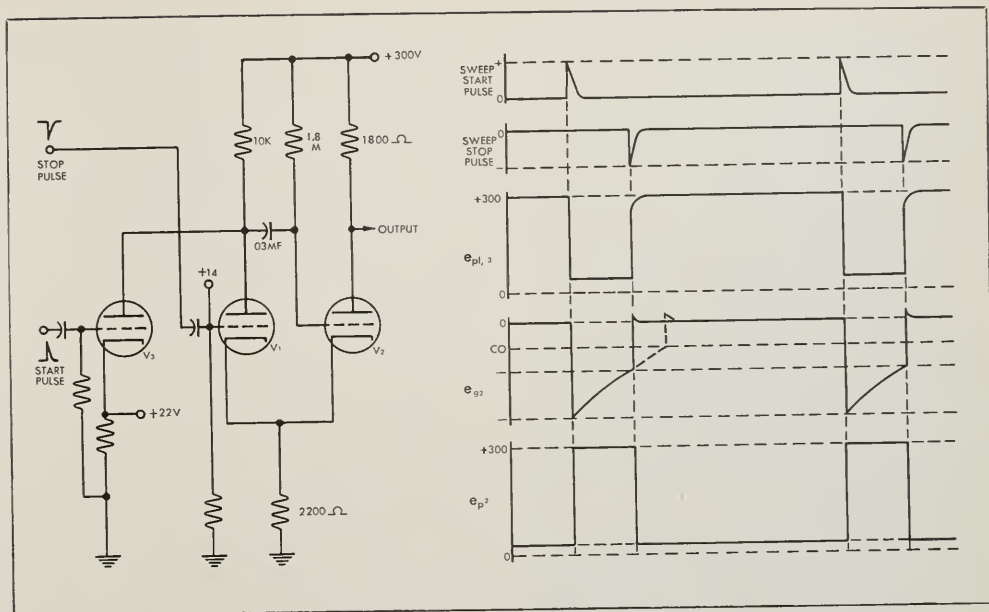 +300V
10K
1.8
M
1800 Ω
STOP
PULSE
OUTPUT
.03MF
+14
V3
V1
V2
START
PULSE
+22V
2200 Ω
SWEEP
START
PULSE
+
0
SWEEP
STOP
PULSE
0
−
+300
ep1, 3
0
0
CO
−
eg2
−
+300
ep2
0